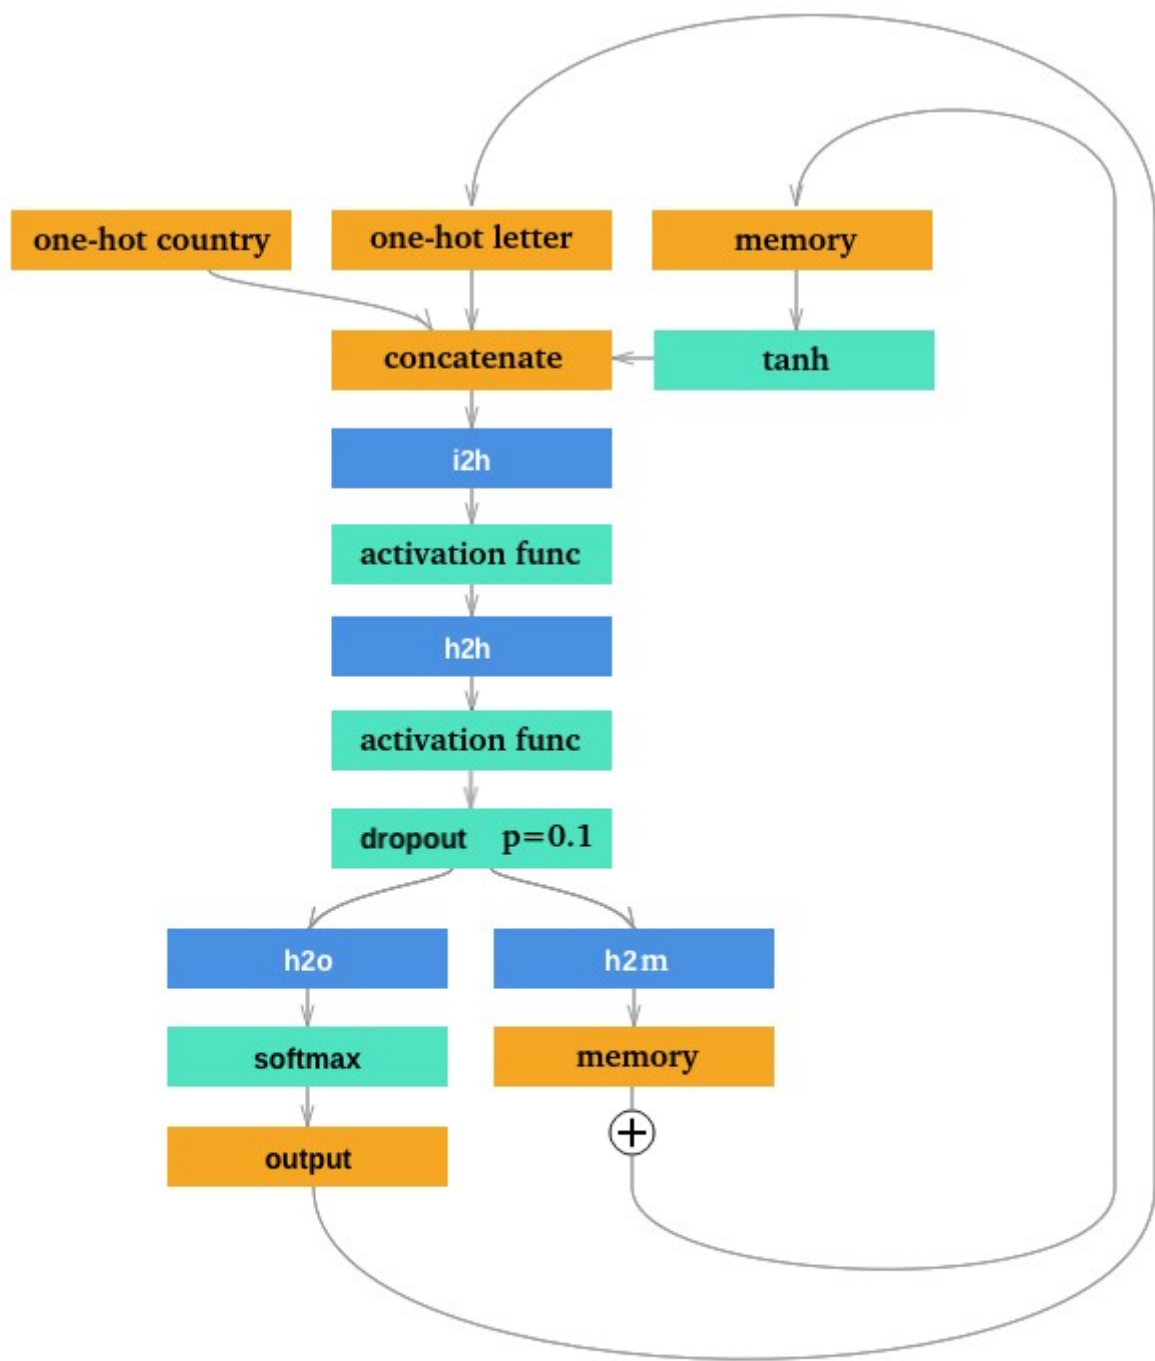 one-hot country
one-hot letter
memory
concatenate
tanh
i2h
activation func
h2h
activation func
dropout p=0.1
h2o
h2m
softmax
memory
+
output